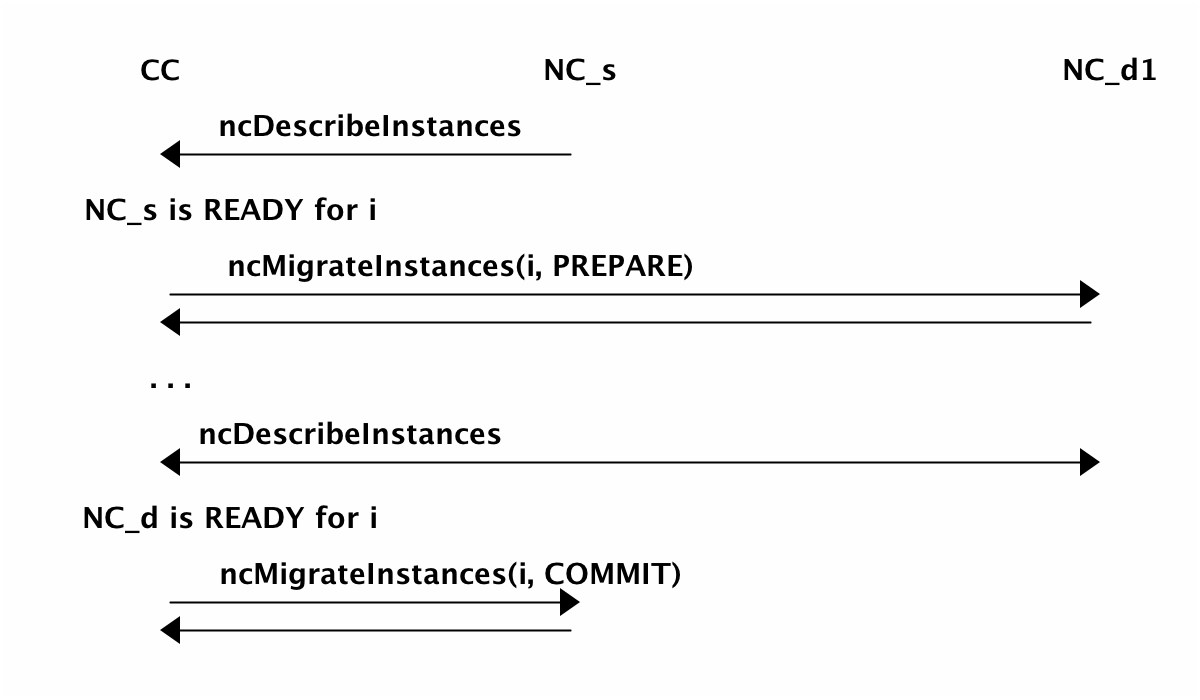 CC NC_s NC_d1
ncDescribeInstances
NC_s is READY for i
ncMigrateInstances(i, PREPARE)
...
ncDescribeInstances
NC_d is READY for i
ncMigrateInstances(i, COMMIT)